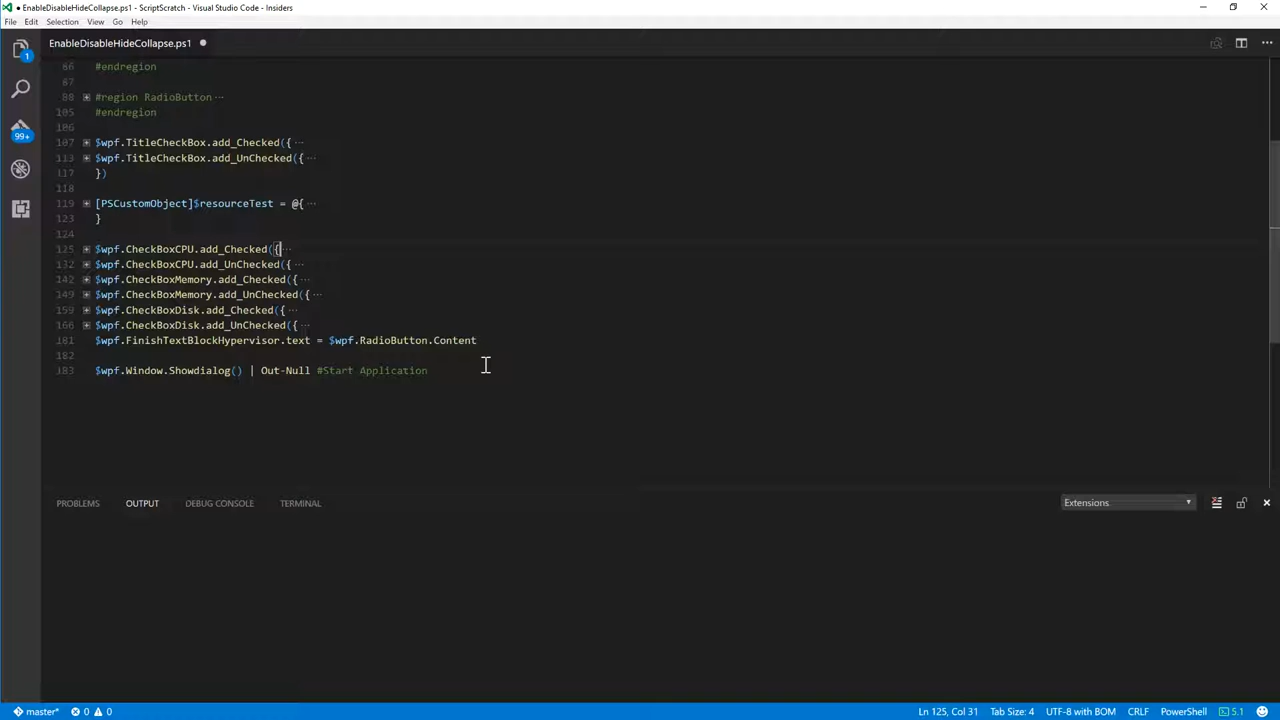 ● EnableDisableHideCollapse.ps1 - ScriptScratch - Visual Studio Code - Insiders
File Edit Selection View Go Help
EnableDisableHideCollapse.ps1
1
99+
66 #endregion
67
88 #region RadioButton ···
105 #endregion
106
107 $wpf.TitleCheckBox.add_Checked({ ···
113 $wpf.TitleCheckBox.add_UnChecked({ ···
117 })
118
119 [PSCustomObject]$resourceTest = @{ ···
123 }
124
125 $wpf.CheckBoxCPU.add_Checked({ ···
132 $wpf.CheckBoxCPU.add_UnChecked({ ···
142 $wpf.CheckBoxMemory.add_Checked({ ···
149 $wpf.CheckBoxMemory.add_UnChecked({ ···
159 $wpf.CheckBoxDisk.add_Checked({ ···
166 $wpf.CheckBoxDisk.add_UnChecked({ ···
181 $wpf.FinishTextBlockHypervisor.text = $wpf.RadioButton.Content
182
183 $wpf.Window.Showdialog() | Out-Null #Start Application
PROBLEMS OUTPUT DEBUG CONSOLE TERMINAL Extensions
master* 0 0 Ln 125, Col 31 Tab Size: 4 UTF-8 with BOM CRLF PowerShell 5.1